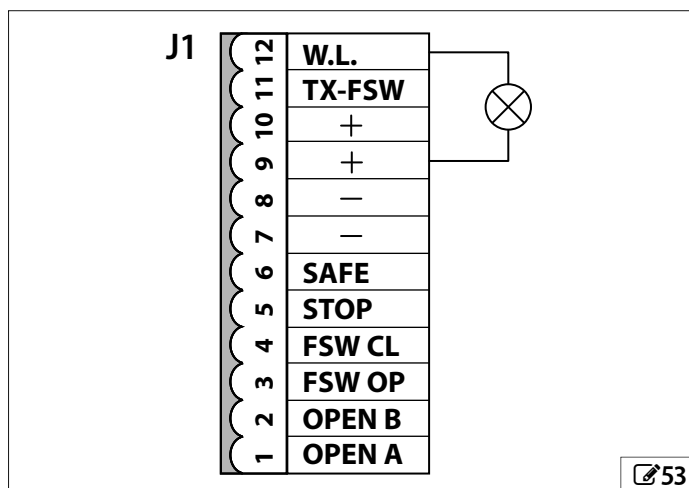 J1
12 W.L.
11 TX-FSW
10 +
9 +
8 –
7 –
6 SAFE
5 STOP
4 FSW CL
3 FSW OP
2 OPEN B
1 OPEN A
53